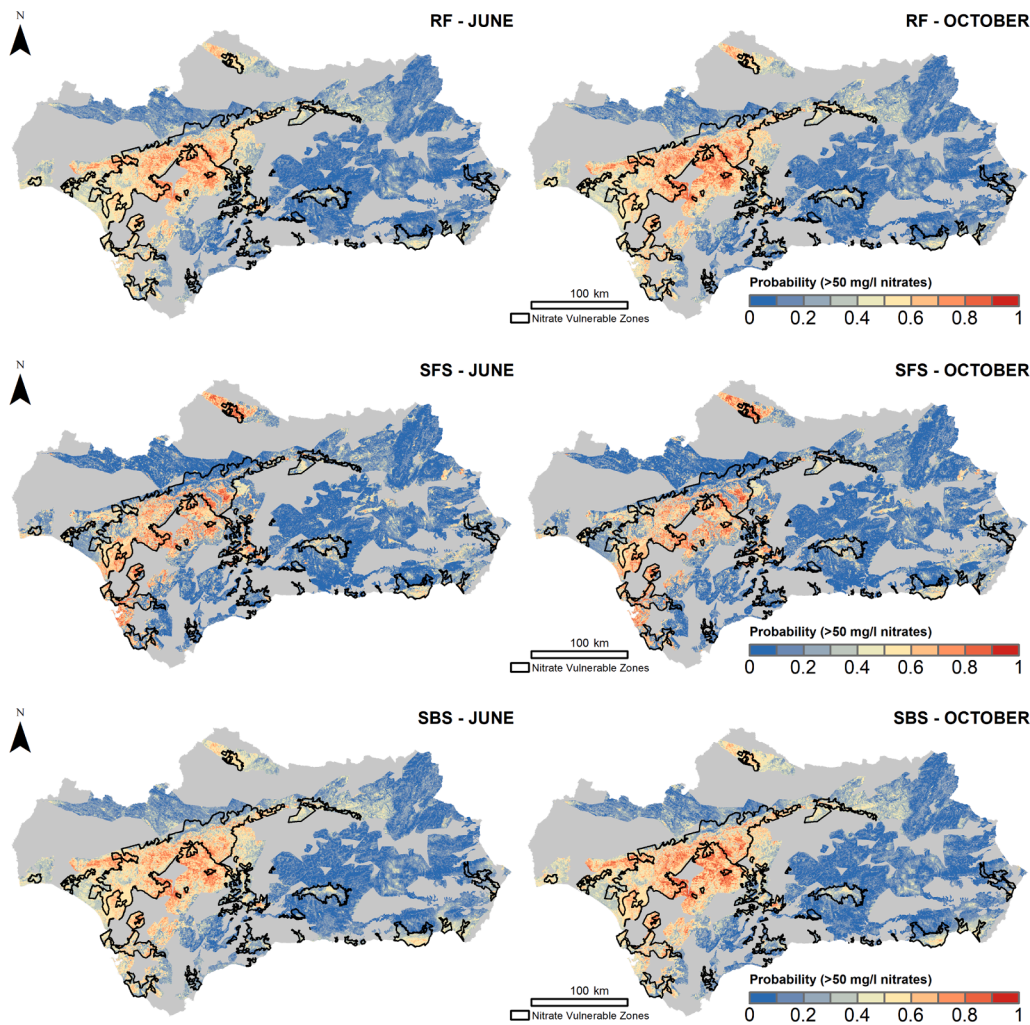 N
RF - JUNE
RF - OCTOBER
100 km
Nitrate Vulnerable Zones
Probability (>50 mg/l nitrates)
0 0.2 0.4 0.6 0.8 1
N
SFS - JUNE
SFS - OCTOBER
100 km
Nitrate Vulnerable Zones
Probability (>50 mg/l nitrates)
0 0.2 0.4 0.6 0.8 1
N
SBS - JUNE
SBS - OCTOBER
100 km
Nitrate Vulnerable Zones
Probability (>50 mg/l nitrates)
0 0.2 0.4 0.6 0.8 1